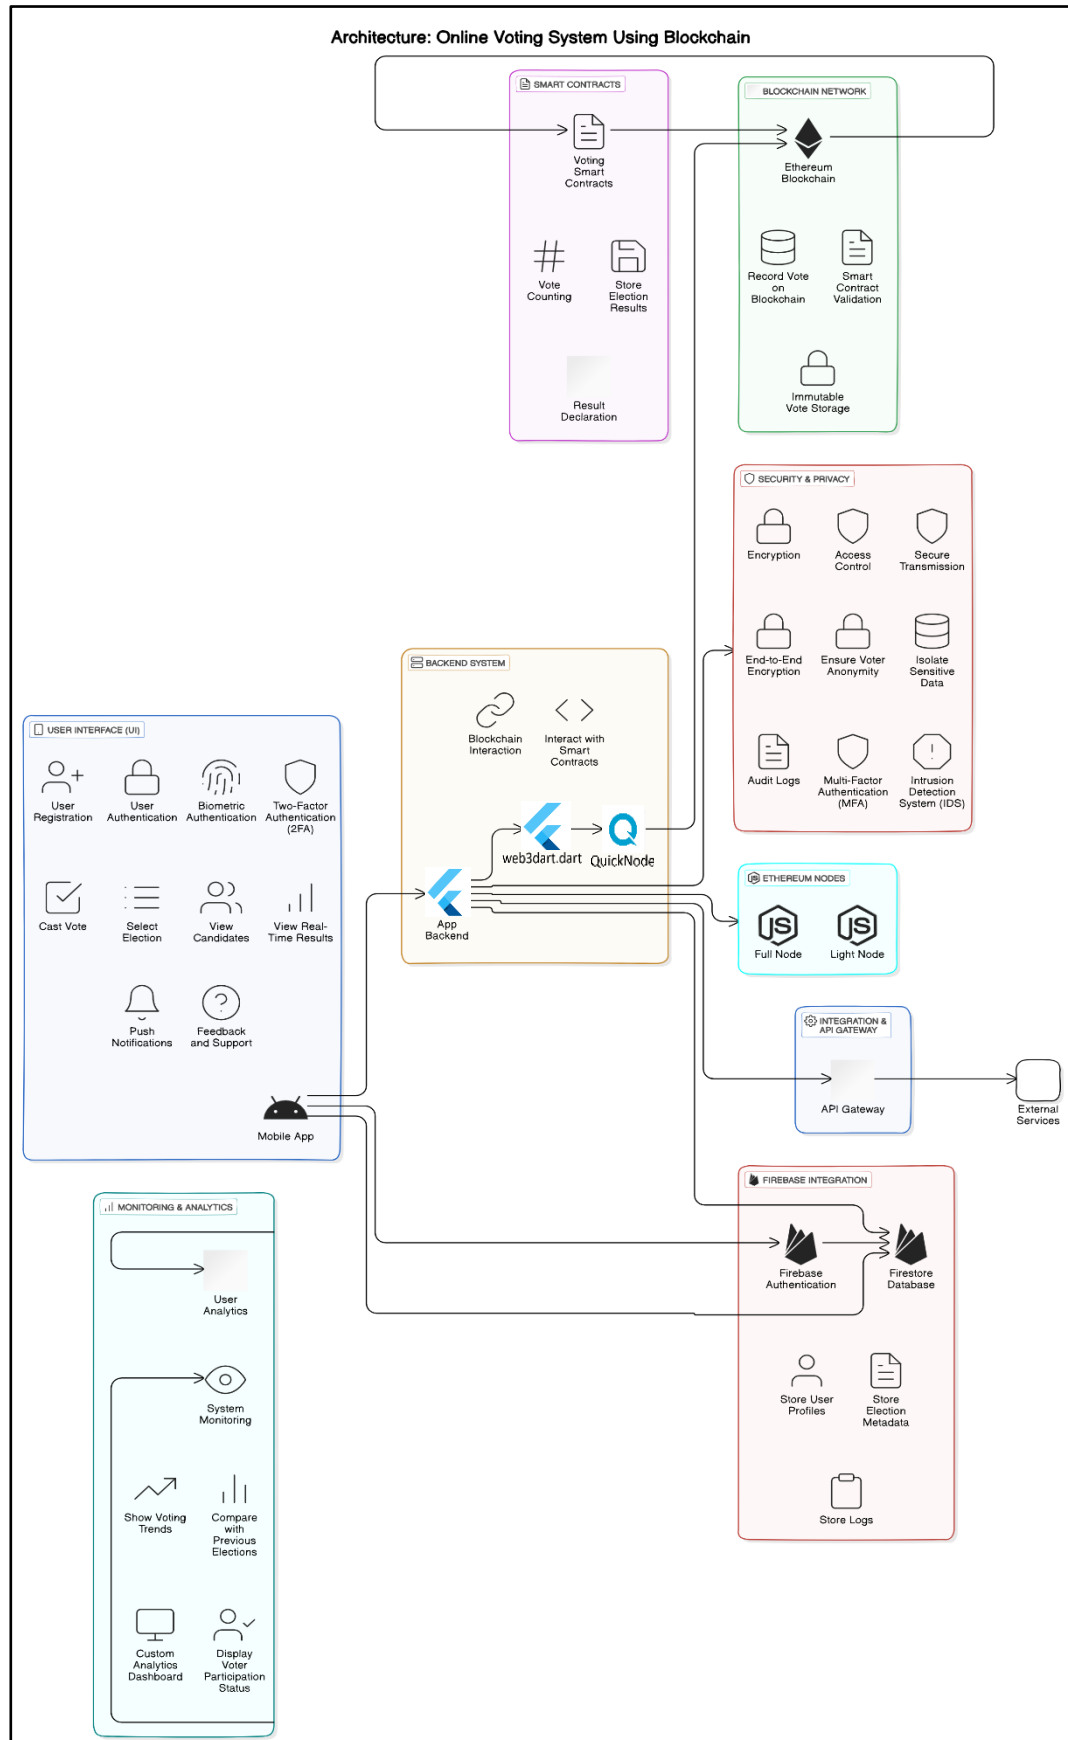 Architecture: Online Voting System Using Blockchain
SMART CONTRACTS
Voting
Smart
Contracts
Vote
Counting
Store
Election
Results
Result
Declaration
BLOCKCHAIN NETWORK
Ethereum
Blockchain
Record Vote
on
Blockchain
Smart
Contract
Validation
Immutable
Vote Storage
SECURITY & PRIVACY
Encryption
Access
Control
Secure
Transmission
End-to-End
Encryption
Ensure Voter
Anonymity
Isolate
Sensitive
Data
Audit Logs
Multi-Factor
Authentication
(MFA)
Intrusion
Detection
System (IDS)
BACKEND SYSTEM
Blockchain
Interaction
Interact with
Smart
Contracts
web3dart.dart
QuickNode
App
Backend
USER INTERFACE (UI)
User
Registration
User
Authentication
Biometric
Authentication
Two-Factor
Authentication
(2FA)
Cast Vote
Select
Election
View
Candidates
View Real-
Time Results
Push
Notifications
Feedback
and Support
Mobile App
ETHEREUM NODES
JS
Full Node
JS
Light Node
INTEGRATION &
API GATEWAY
API Gateway
External
Services
MONITORING & ANALYTICS
User
Analytics
System
Monitoring
Show Voting
Trends
Compare
with
Previous
Elections
Custom
Analytics
Dashboard
Display
Voter
Participation
Status
FIREBASE INTEGRATION
Firebase
Authentication
Firestore
Database
Store User
Profiles
Store
Election
Metadata
Store Logs